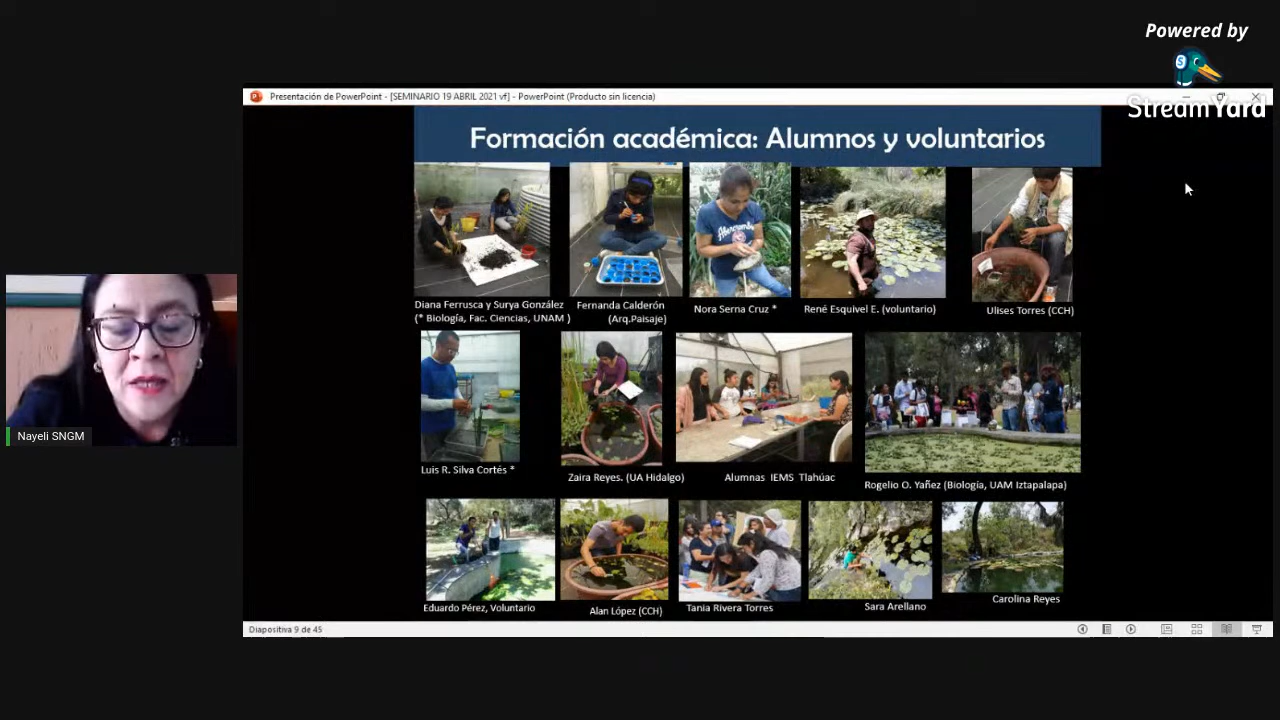 Powered by
StreamYard
Presentación de PowerPoint - [SEMINARIO 19 ABRIL 2021 vf] - PowerPoint (Producto sin licencia)
Formación académica: Alumnos y voluntarios
Abercrombie
Diana Ferrusca y Surya González
(* Biología, Fac. Ciencias, UNAM )
Fernanda Calderón
(Arq.Paisaje)
Nora Serna Cruz *
René Esquivel E. (voluntario)
Ulises Torres (CCH)
Luis R. Silva Cortés *
Zaira Reyes. (UA Hidalgo)
Alumnas IEMS Tlahúac
Rogelio O. Yañez (Biología, UAM Iztapalapa)
Eduardo Pérez, Voluntario
Alan López (CCH)
Tania Rivera Torres
Sara Arellano
Carolina Reyes
Nayeli SNGM
Diapositiva 9 de 45